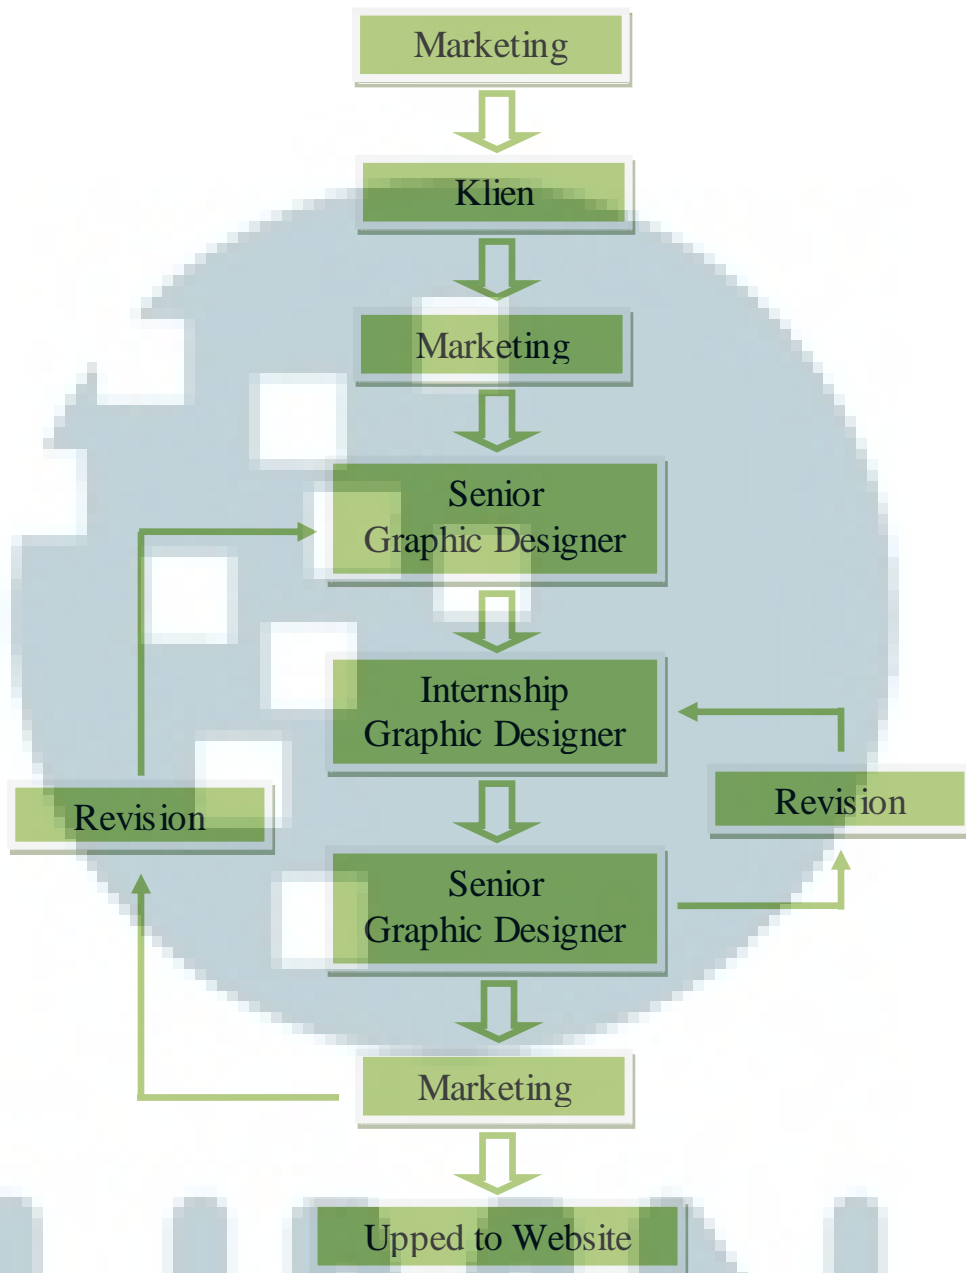 Marketing
Klien
Marketing
Senior
Graphic Designer
Internship
Graphic Designer
Revision
Revision
Senior
Graphic Designer
Marketing
Upped to Website